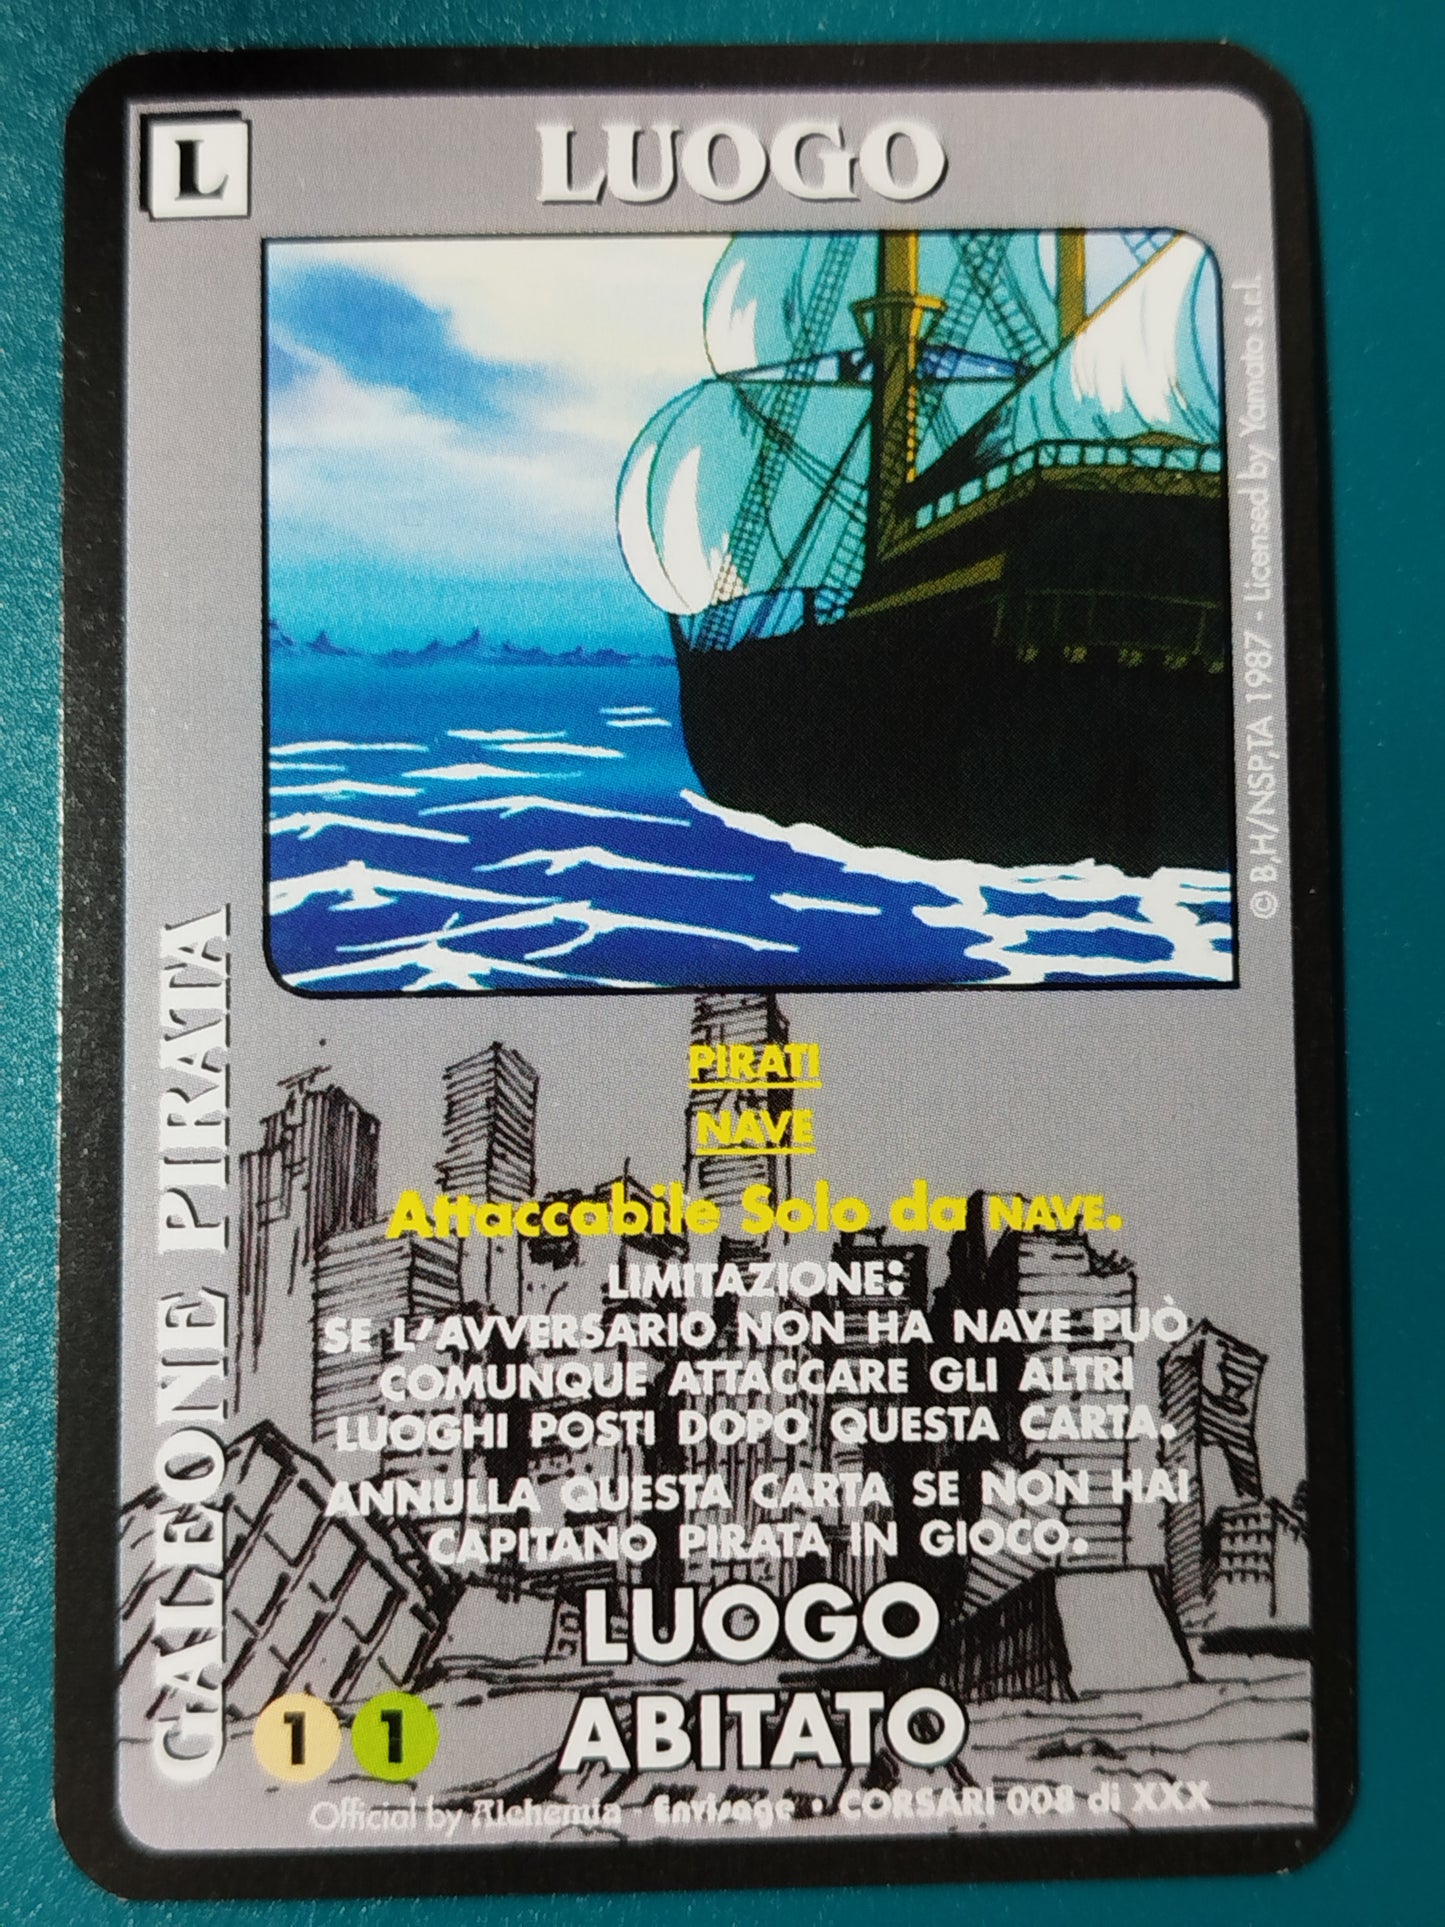 L
LUOGO
© B,H/NSP,TA 1987 - Licensed by Yamato s.r.l.
GALEONE PIRATA
PIRATI
NAVE
Attaccabile Solo da NAVE.
LIMITAZIONE:
SE L'AVVERSARIO NON HA NAVE PUÒ
COMUNQUE ATTACCARE GLI ALTRI
LUOGHI POSTI DOPO QUESTA CARTA.
ANNULLA QUESTA CARTA SE NON HAI
CAPITANO PIRATA IN GIOCO.
LUOGO
ABITATO
1 1
Official by Alchemia - Envisage • CORSARI 008 di XXX